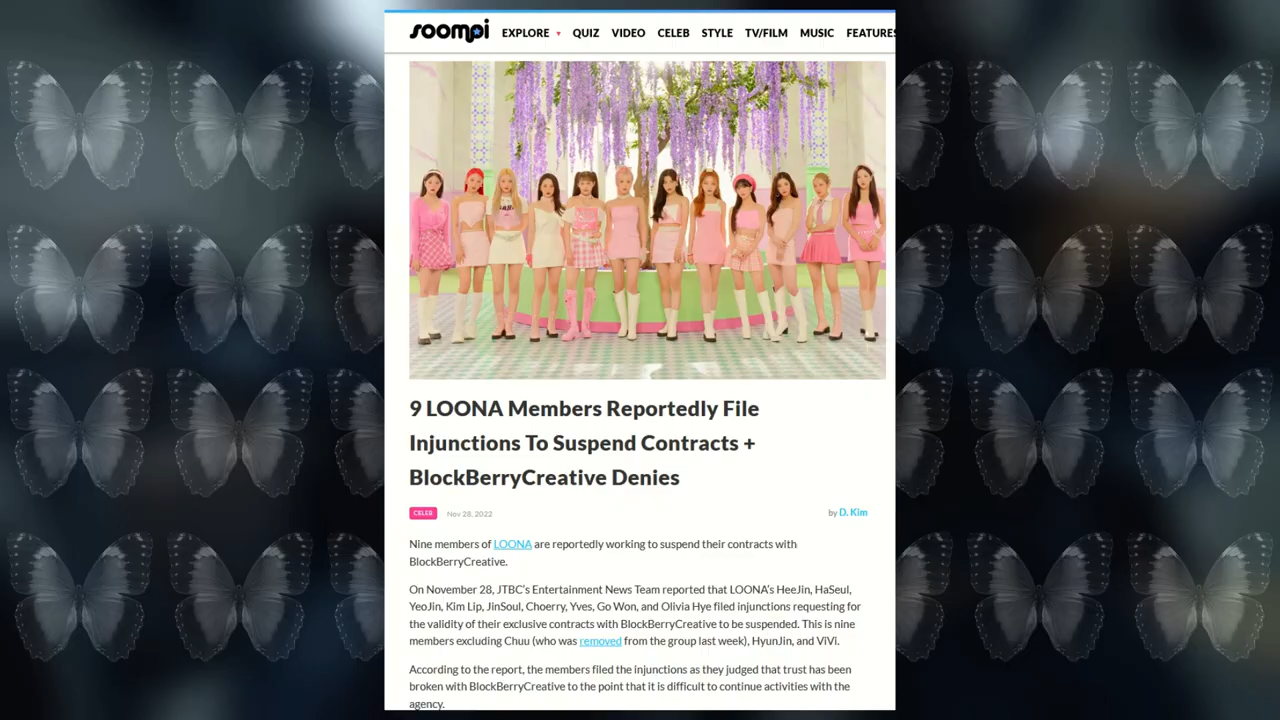 soompi EXPLORE ▾ QUIZ VIDEO CELEB STYLE TV/FILM MUSIC FEATURES
9 LOONA Members Reportedly File
Injunctions To Suspend Contracts +
BlockBerryCreative Denies
CELEB Nov 28, 2022 by D. Kim
Nine members of LOONA are reportedly working to suspend their contracts with
BlockBerryCreative.
On November 28, JTBC's Entertainment News Team reported that LOONA's HeeJin, HaSeul,
YeoJin, Kim Lip, JinSoul, Choerry, Yves, Go Won, and Olivia Hye filed injunctions requesting for
the validity of their exclusive contracts with BlockBerryCreative to be suspended. This is nine
members excluding Chuu (who was removed from the group last week), HyunJin, and ViVi.
According to the report, the members filed the injunctions as they judged that trust has been
broken with BlockBerryCreative to the point that it is difficult to continue activities with the
agency.